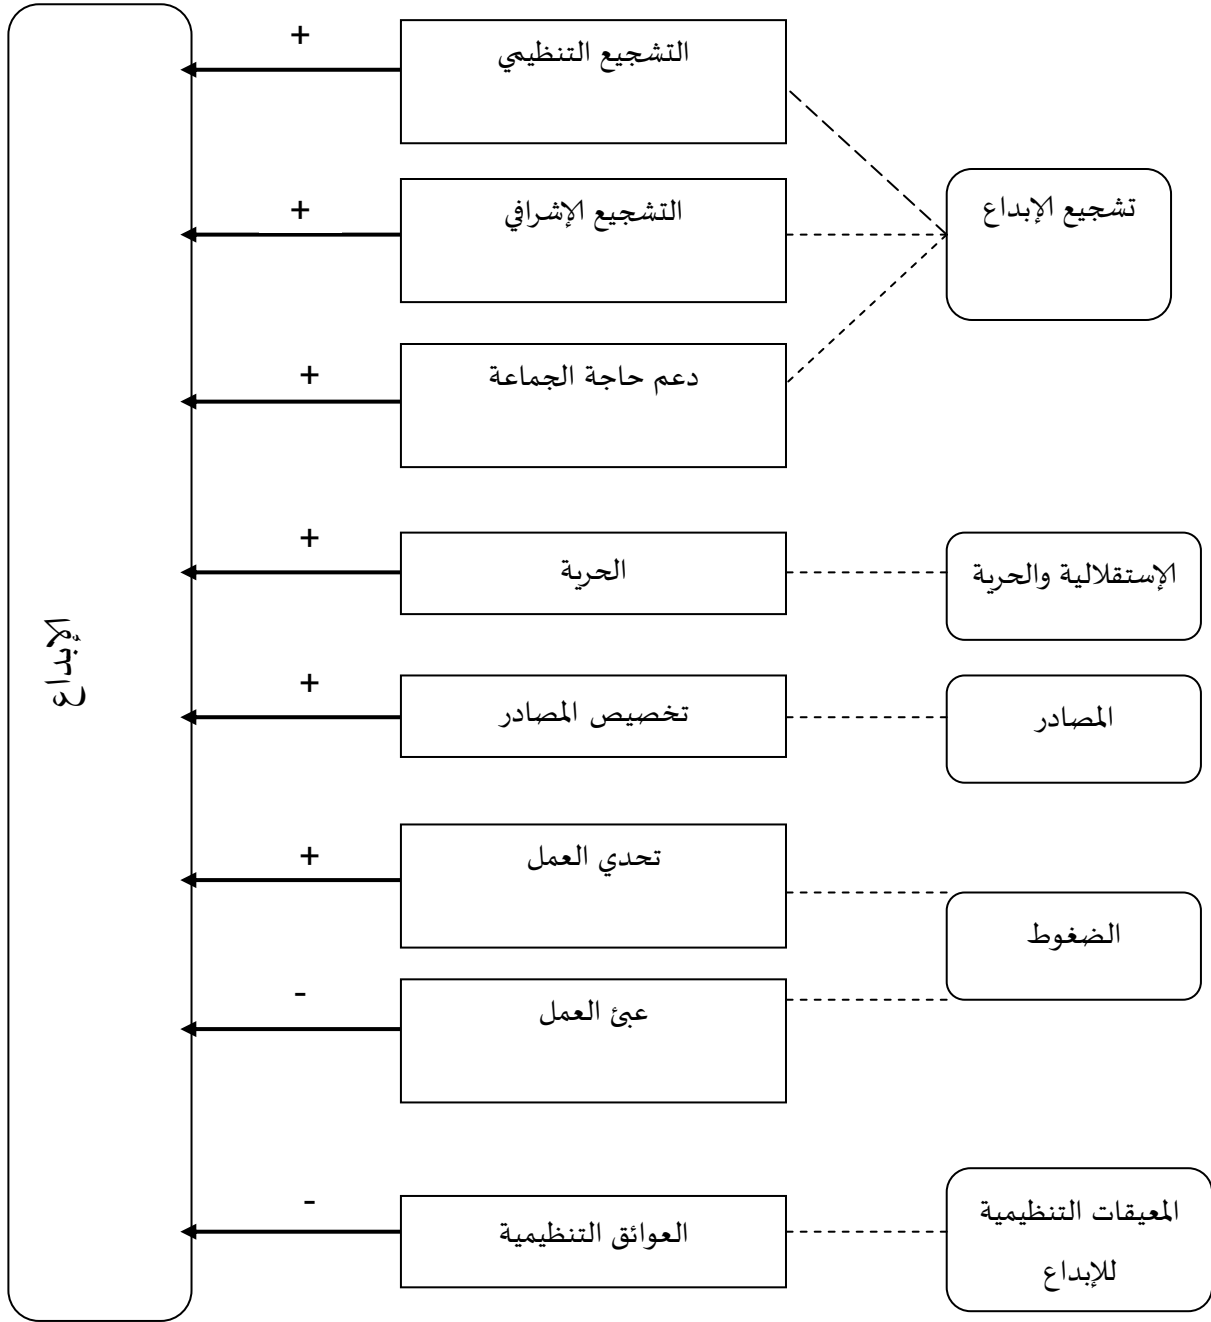 تشجيع الإبداع
التشجيع التنظيمي
+
التشجيع الإشرافي
+
دعم حاجة الجماعة
+
الإستقلالية والحرية
الحرية
+
المصادر
تخصيص المصادر
+
الضغوط
تحدي العمل
+
عبئ العمل
-
المعيقات التنظيمية
للإبداع
العوائق التنظيمية
-
الإبداع